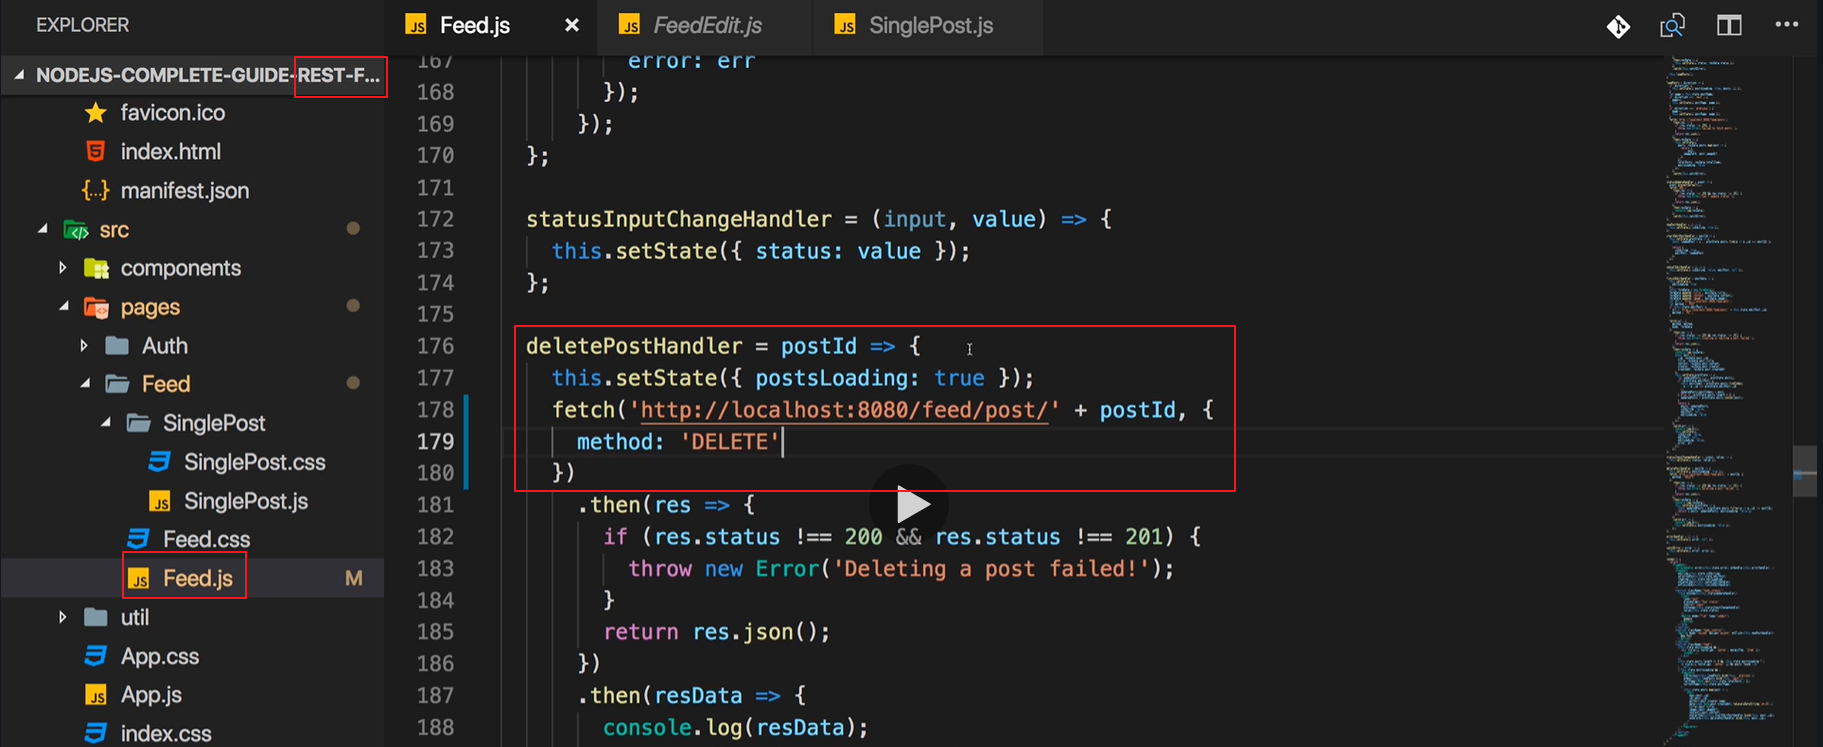 EXPLORER
Feed.js
FeedEdit.js
SinglePost.js
NODEJS-COMPLETE-GUIDE-REST-F...
favicon.ico
index.html
manifest.json
src
components
pages
Auth
Feed
SinglePost
SinglePost.css
SinglePost.js
Feed.css
Feed.js M
util
App.css
App.js
index.css
167 error: err
168 });
169 });
170 };
171
172 statusInputChangeHandler = (input, value) => {
173 this.setState({ status: value });
174 };
175
176 deletePostHandler = postId => {
177 this.setState({ postsLoading: true });
178 fetch('http://localhost:8080/feed/post/' + postId, {
179 method: 'DELETE'
180 })
181 .then(res => {
182 if (res.status !== 200 && res.status !== 201) {
183 throw new Error('Deleting a post failed!');
184 }
185 return res.json();
186 })
187 .then(resData => {
188 console.log(resData);